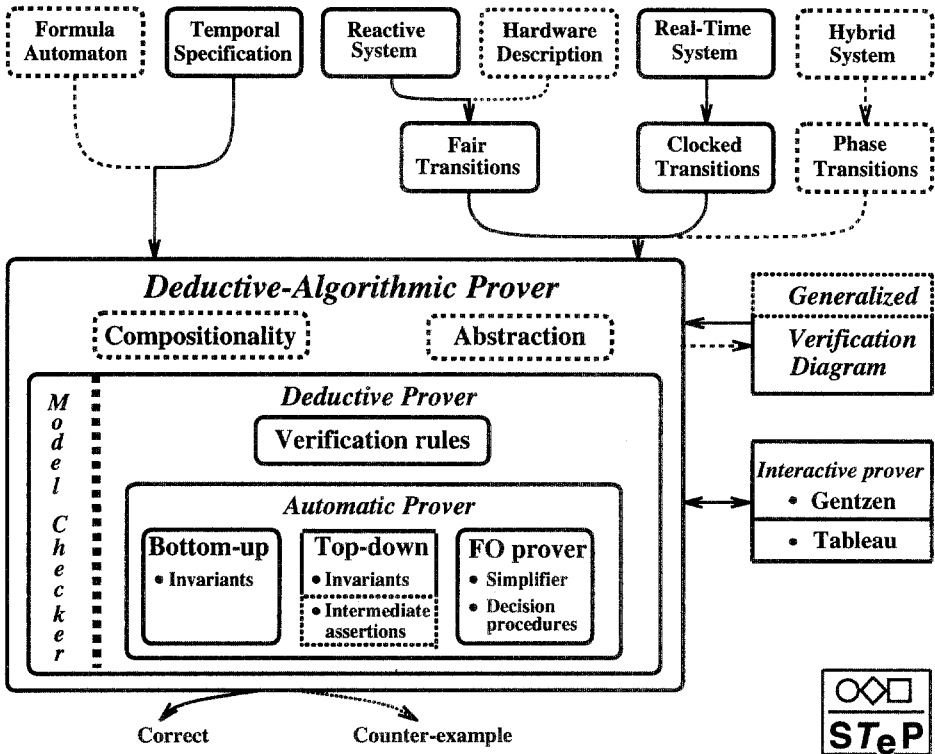 Formula
Automaton
Temporal
Specification
Reactive
System
Hardware
Description
Real-Time
System
Hybrid
System
Fair
Transitions
Clocked
Transitions
Phase
Transitions
Deductive-Algorithmic Prover
Compositionality
Abstraction
Generalized
Verification
Diagram
Model Checker
Deductive Prover
Verification rules
Automatic Prover
Bottom-up
• Invariants
Top-down
• Invariants
• Intermediate
assertions
FO prover
• Simplifier
• Decision
procedures
Interactive prover
• Gentzen
• Tableau
Correct
Counter-example
STeP